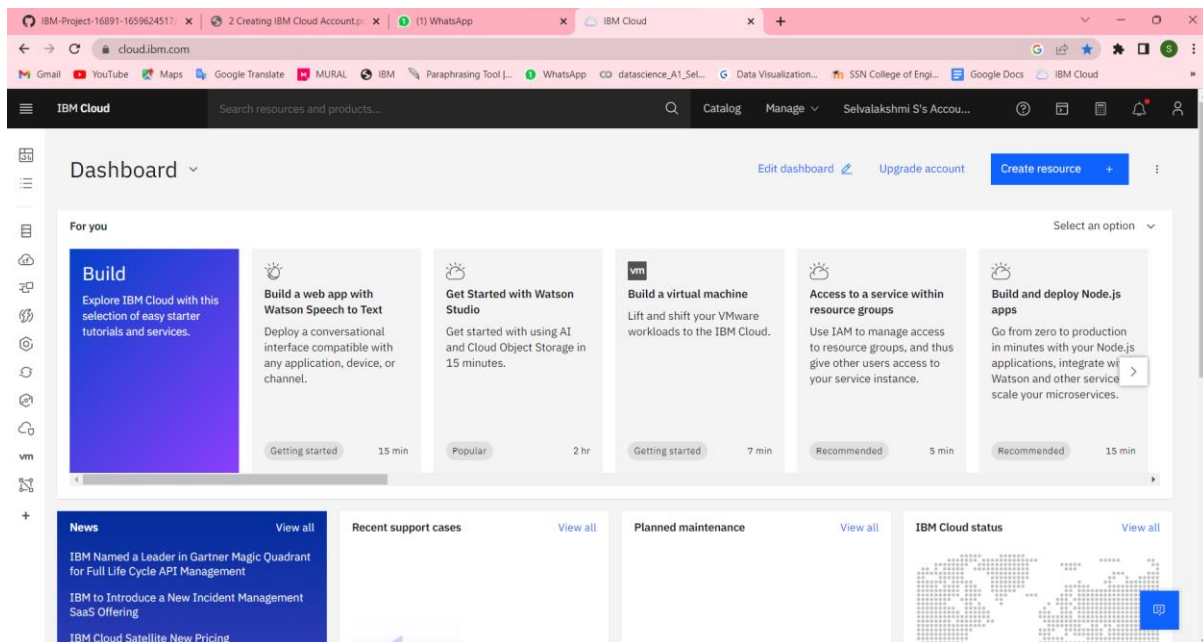 IBM-Project-16891-1659624517/
2 Creating IBM Cloud Account.p
(1) WhatsApp
IBM Cloud
cloud.ibm.com
Gmail
YouTube
Maps
Google Translate
MURAL
IBM
Paraphrasing Tool |...
WhatsApp
datascience_A1_Sel...
Data Visualization...
SSN College of Engi...
Google Docs
IBM Cloud
IBM Cloud
Search resources and products...
Catalog
Manage
Selvalakshmi S's Accou...
Dashboard
Edit dashboard
Upgrade account
Create resource +
For you
Select an option
Build
Explore IBM Cloud with this
selection of easy starter
tutorials and services.
Build a web app with
Watson Speech to Text
Deploy a conversational
interface compatible with
any application, device, or
channel.
Getting started 15 min
Get Started with Watson
Studio
Get started with using AI
and Cloud Object Storage in
15 minutes.
Popular 2 hr
vm
Build a virtual machine
Lift and shift your VMware
workloads to the IBM Cloud.
Getting started 7 min
Access to a service within
resource groups
Use IAM to manage access
to resource groups, and thus
give other users access to
your service instance.
Recommended 5 min
Build and deploy Node.js
apps
Go from zero to production
in minutes with your Node.js
applications, integrate wi
Watson and other service
scale your microservices.
Recommended 15 min
vm
News View all
IBM Named a Leader in Gartner Magic Quadrant
for Full Life Cycle API Management
IBM to Introduce a New Incident Management
SaaS Offering
IBM Cloud Satellite New Pricing
Recent support cases View all
Planned maintenance View all
IBM Cloud status View all